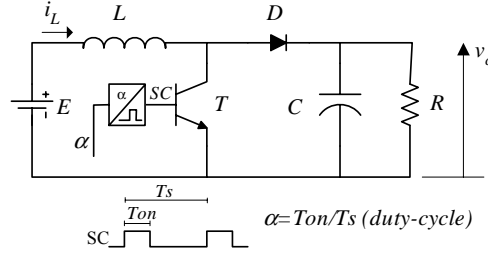 i_L
L
D
E
α
SC
T
C
R
v_o
α
Ts
Ton
SC
α=Ton/Ts (duty-cycle)